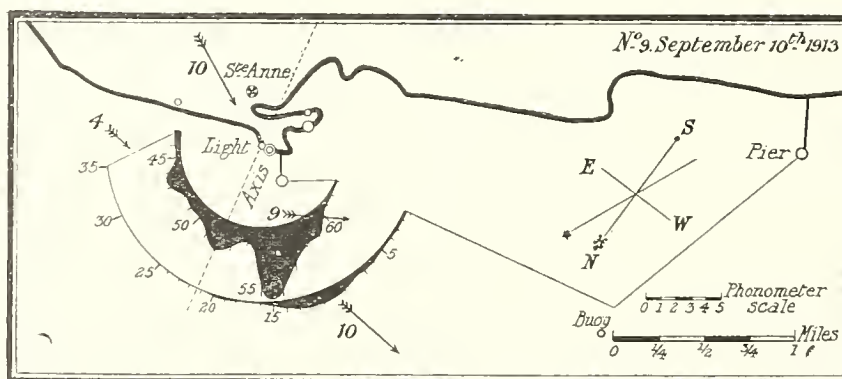 Nº 9. September 10th 1913
10
Ste Anne
4
S
45
Light
Pier
35
E
Axis
9
60
30
50
W
5
N
25
55
20
15
Phonometer
0 1 2 3 4 5 scale
10
Buoy
Miles
0 1/4 1/2 3/4 1